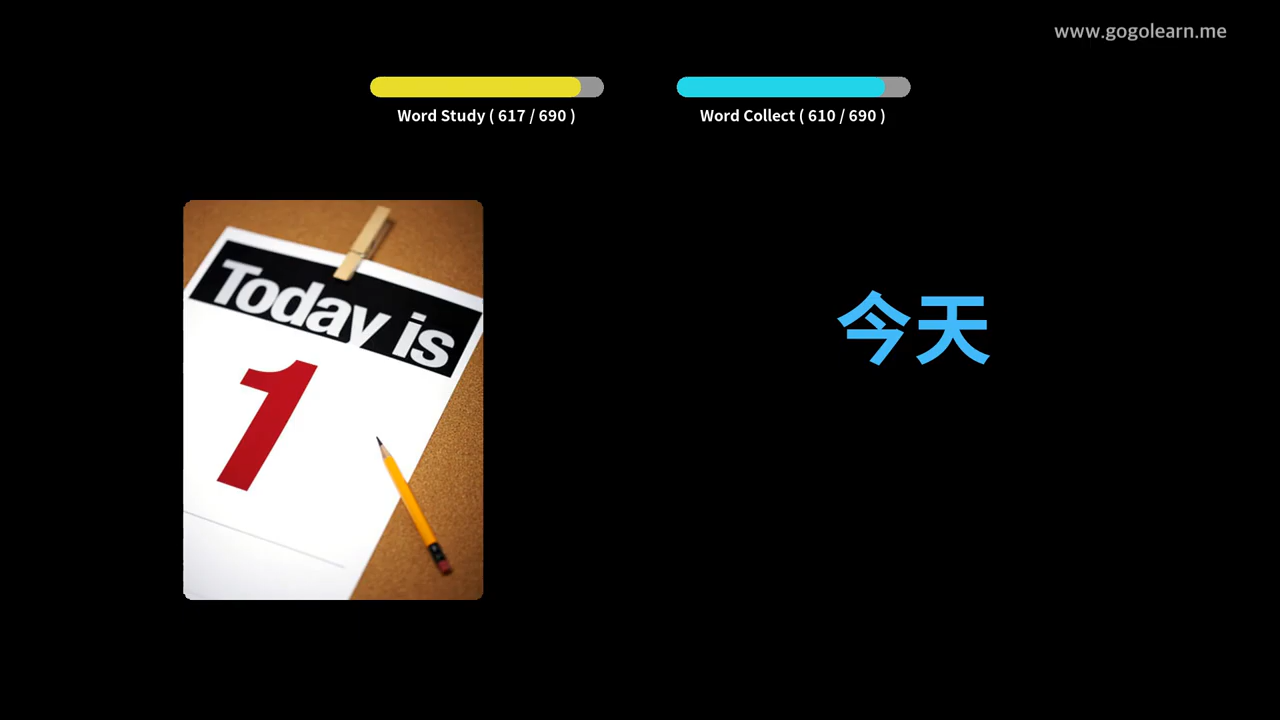 www.gogolearn.me
Word Study ( 617 / 690 )
Word Collect ( 610 / 690 )
Today is
1
今天